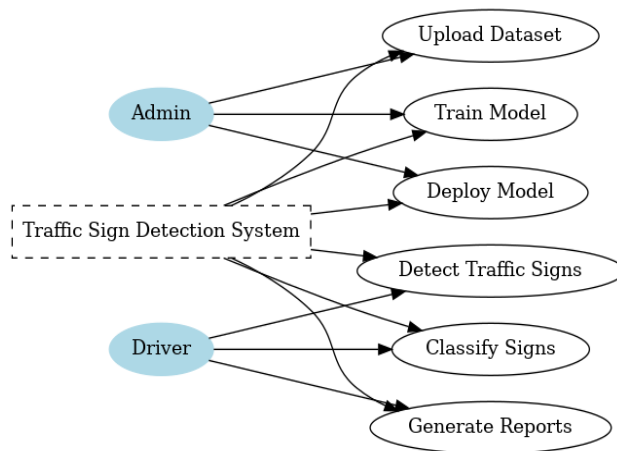 Upload Dataset
Admin
Train Model
Deploy Model
Traffic Sign Detection System
Detect Traffic Signs
Driver
Classify Signs
Generate Reports